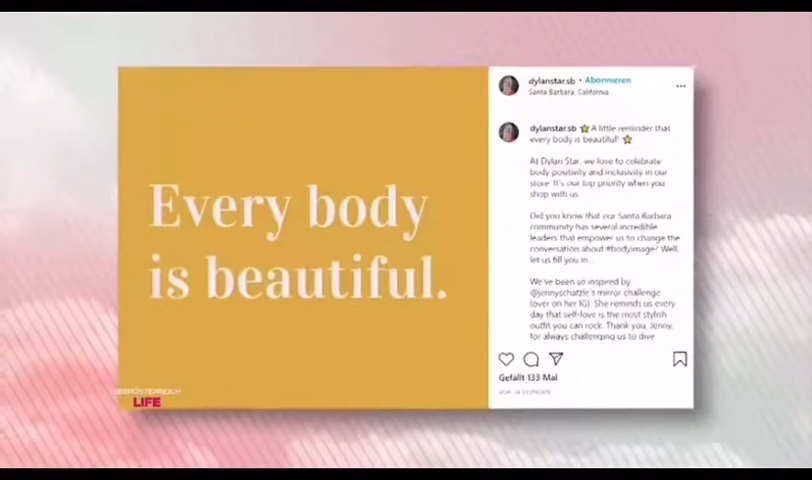 Every body
is beautiful.
dylanstar.sb • Abonnieren
Santa Barbara, California
dylanstar.sb ⭐ A little reminder that
every body is beautiful! ⭐
At Dylan Star, we love to celebrate
body positivity and inclusivity in our
store. It's our top priority when you
shop with us.
Did you know that our Santa Barbara
community has several incredible
leaders that empower us to change the
conversation about #bodyimage? Well,
let us fill you in...
We've been so inspired by
@jennyschatzle's mirror challenge
(over on her IG). She reminds us every
day that self-love is the most stylish
outfit you can rock. Thank you, Jenny,
for always challenging us to dive
Gefällt 133 Mal
VOR 16 STUNDEN
LIFE